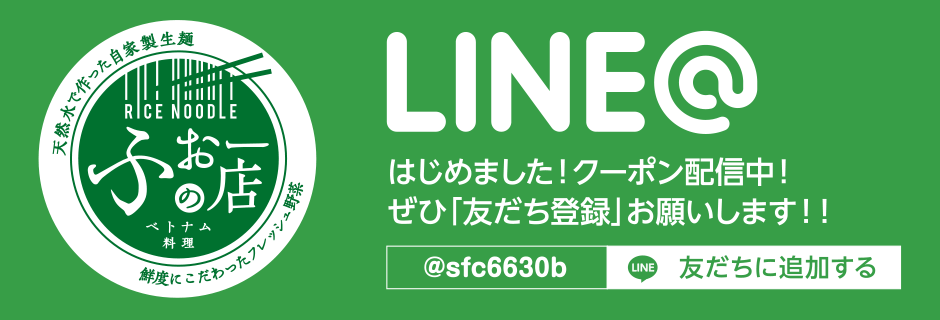 天然水で作った自家製生麺
RICE NOODLE
子おーの店
ベトナム
料理
鮮度にこだわったフレッシュ野菜
LINE@
はじめました！クーポン配信中！
ぜひ「友だち登録」お願いします！！
@sfc6630b
LINE
友だちに追加する